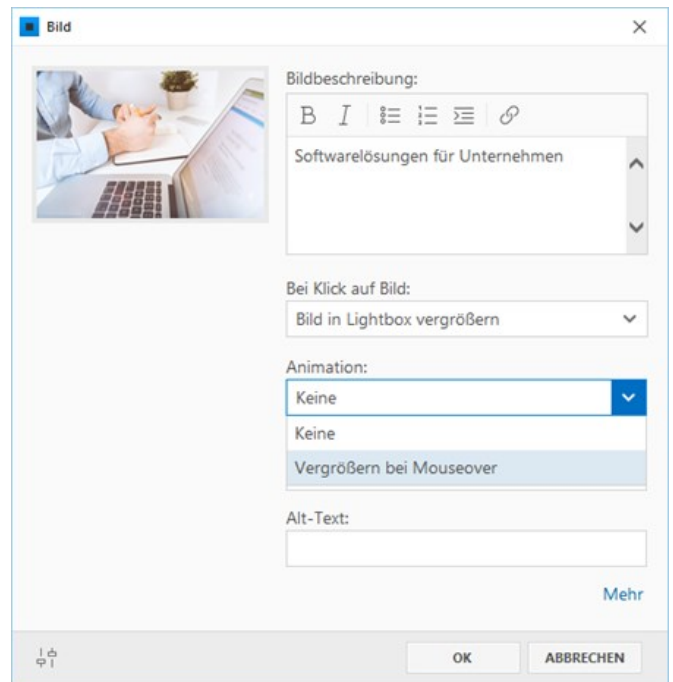 Bild
Bildbeschreibung:
B I
Softwarelösungen für Unternehmen
Bei Klick auf Bild:
Bild in Lightbox vergrößern
Animation:
Keine
Keine
Vergrößern bei Mouseover
Alt-Text:
Mehr
OK ABBRECHEN